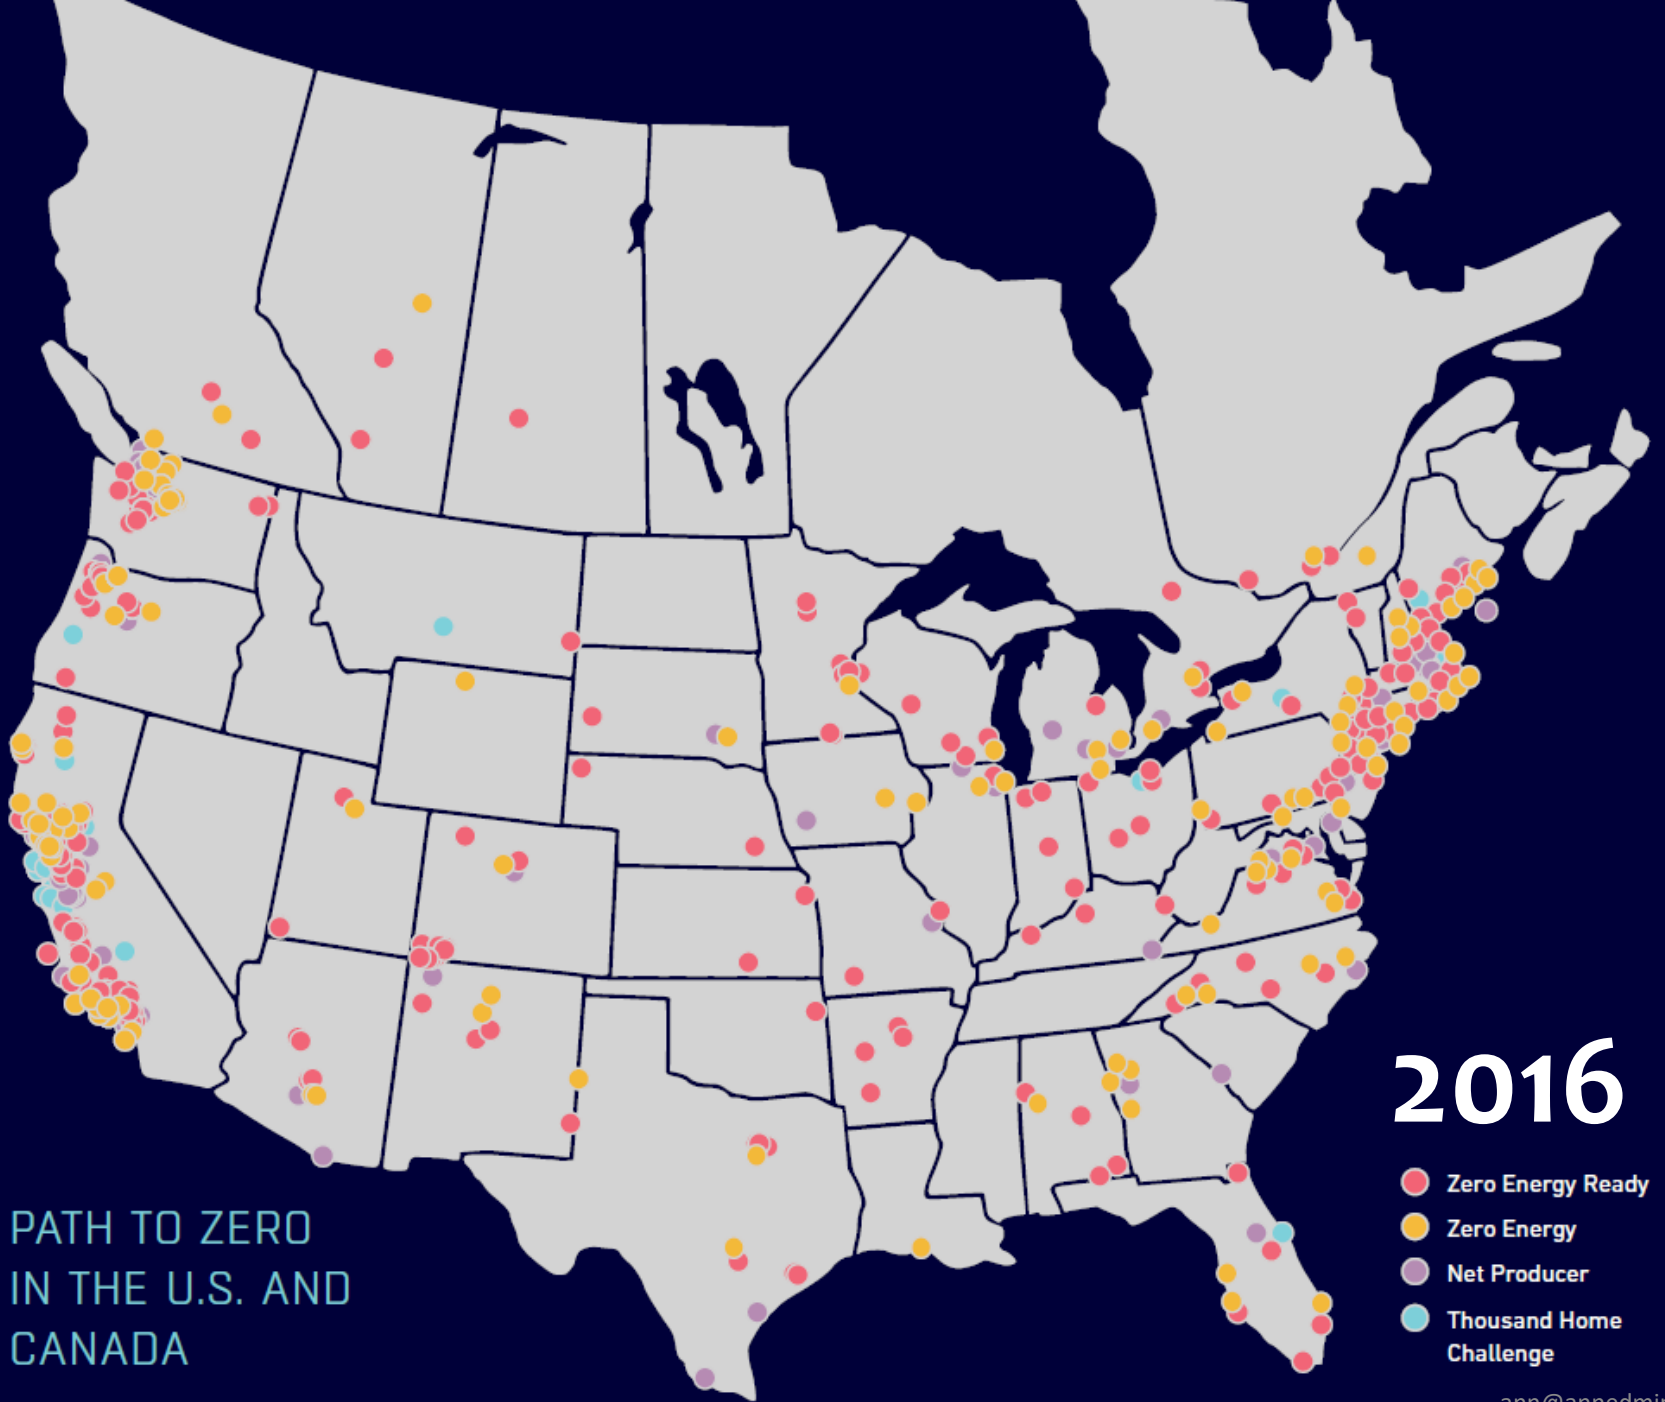 2016
Zero Energy Ready
Zero Energy
Net Producer
Thousand Home
Challenge
PATH TO ZERO
IN THE U.S. AND
CANADA